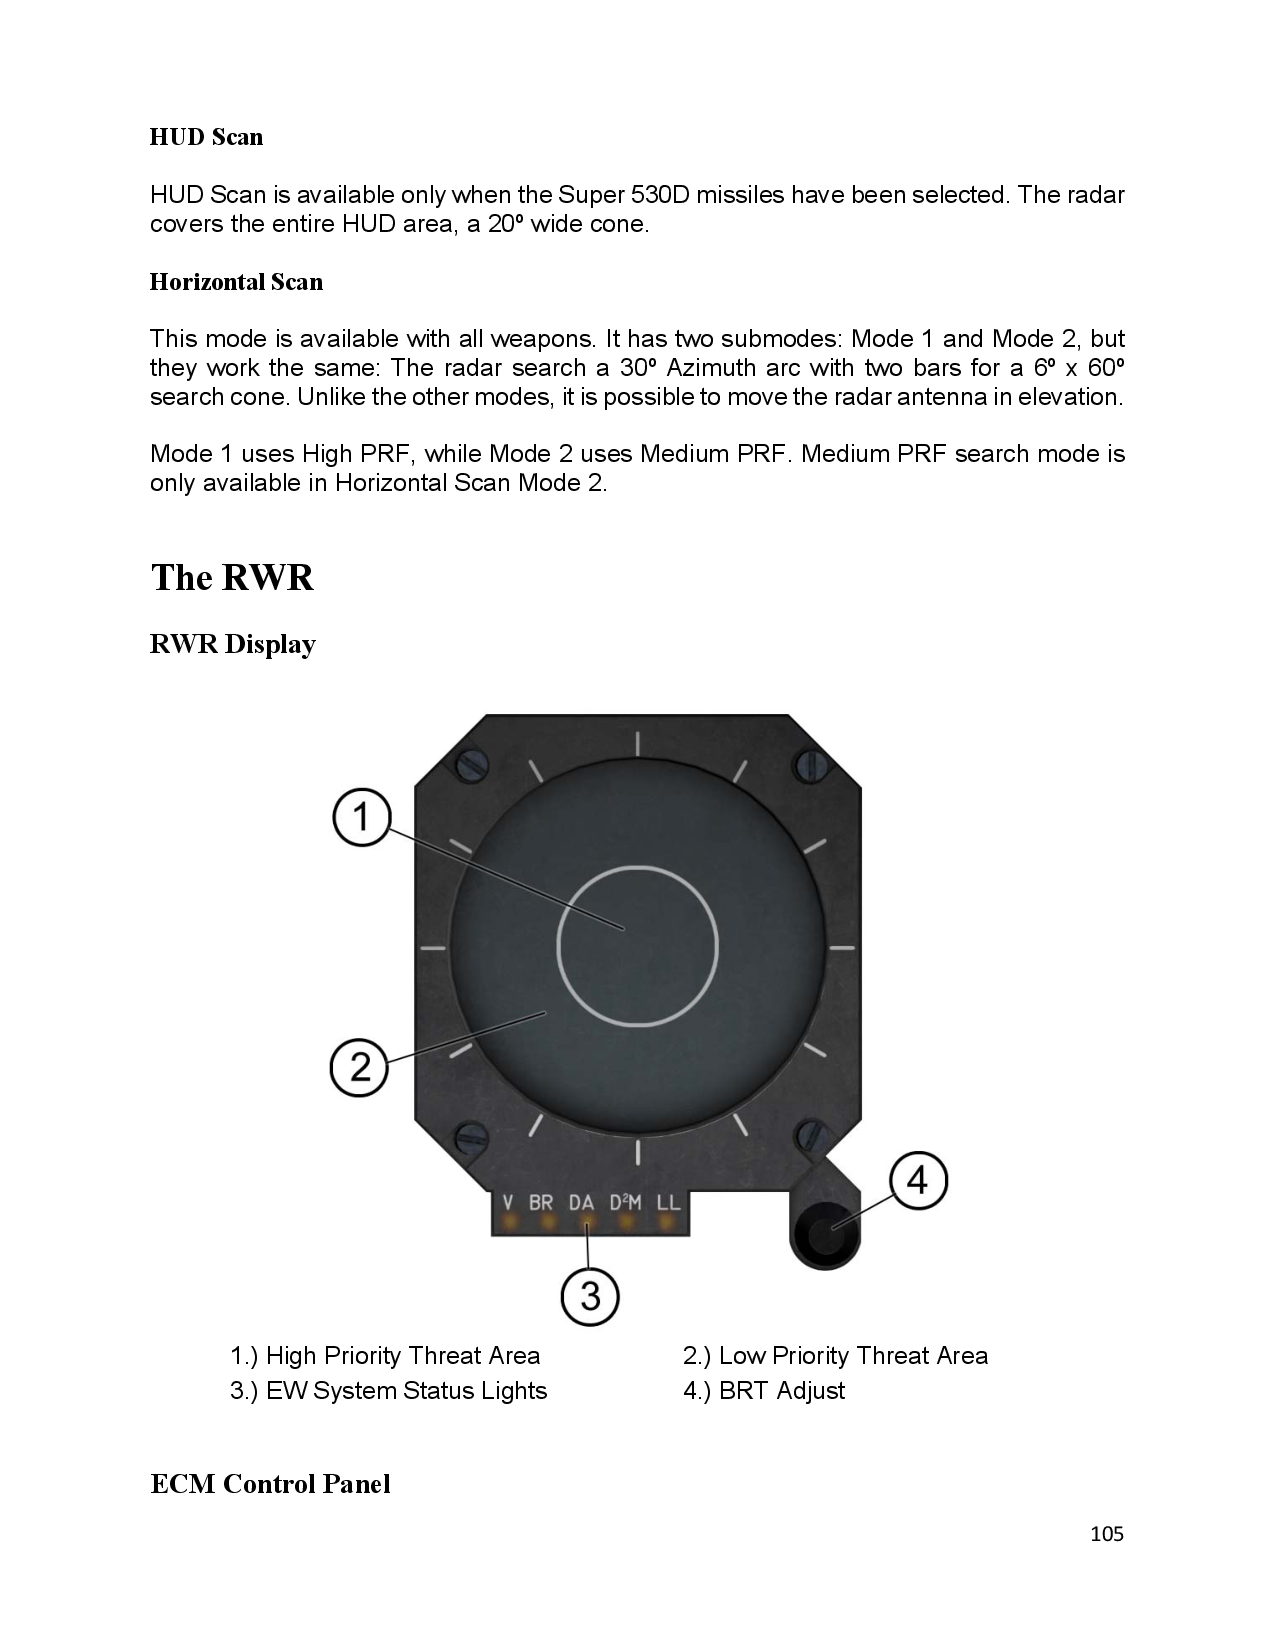 HUD Scan
HUD Scan is available only when the Super 530D missiles have been selected. The radar
covers the entire HUD area, a 20º wide cone.
Horizontal Scan
This mode is available with all weapons. It has two submodes: Mode 1 and Mode 2, but
they work the same: The radar search a 30º Azimuth arc with two bars for a 6º x 60º
search cone. Unlike the other modes, it is possible to move the radar antenna in elevation.
Mode 1 uses High PRF, while Mode 2 uses Medium PRF. Medium PRF search mode is
only available in Horizontal Scan Mode 2.
The RWR
RWR Display
1
2
4
V BR DA D²M LL
3
1.) High Priority Threat Area 2.) Low Priority Threat Area
3.) EW System Status Lights 4.) BRT Adjust
ECM Control Panel
105